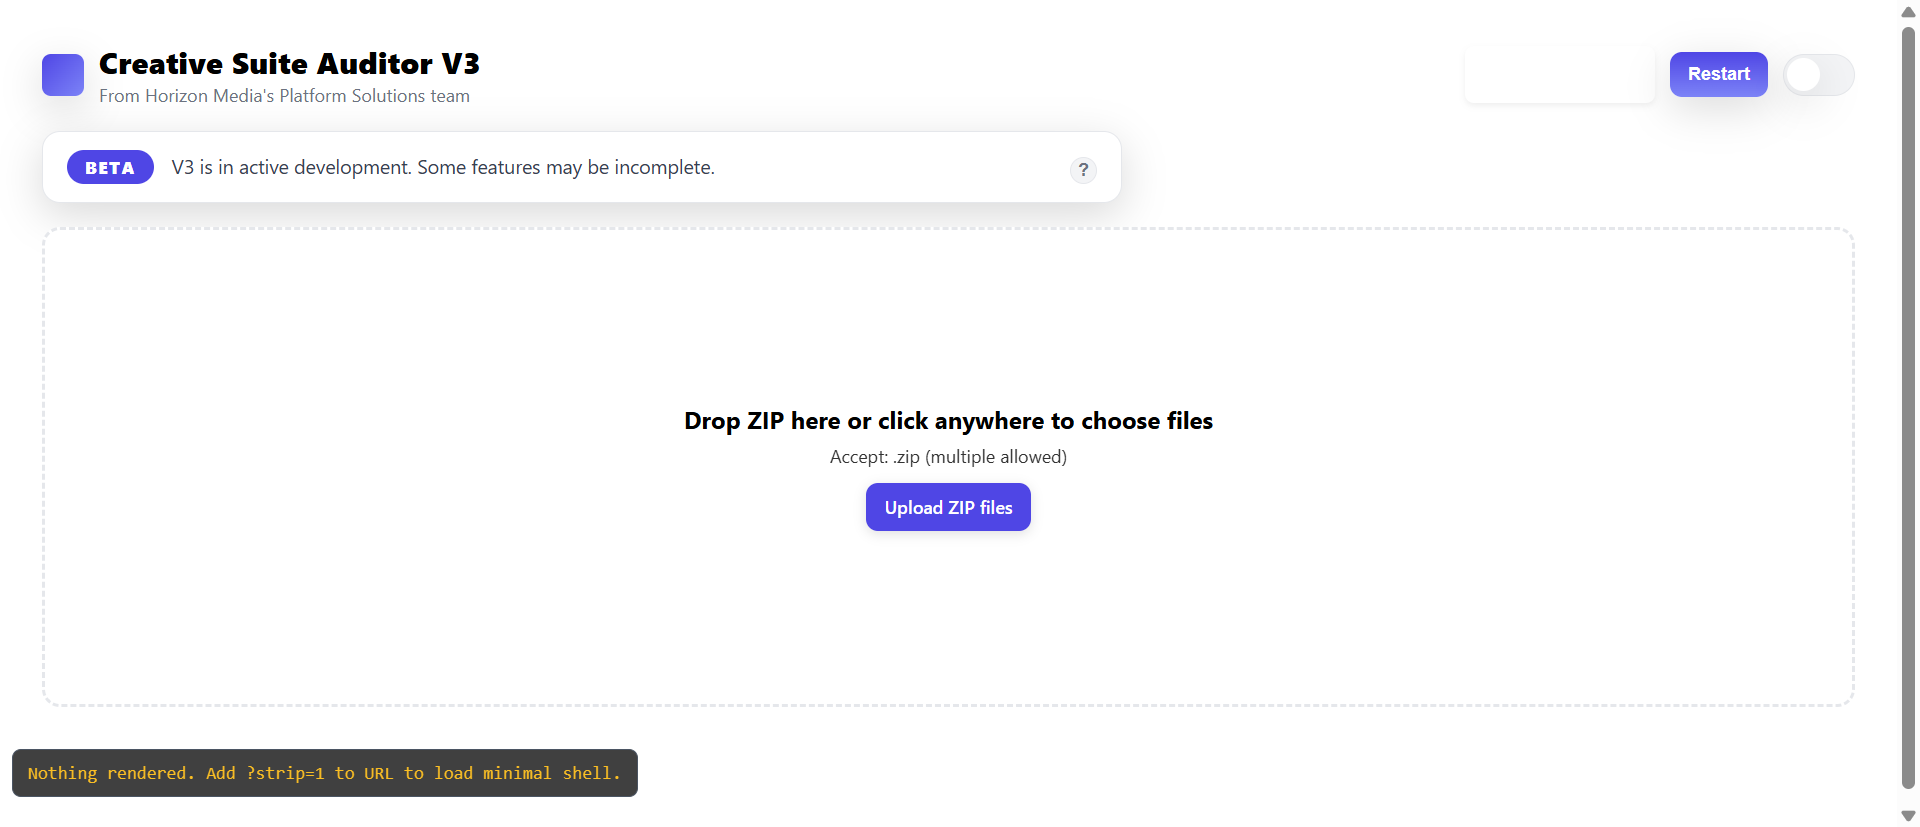 Creative Suite Auditor V3
From Horizon Media's Platform Solutions team
Restart
BETA
V3 is in active development. Some features may be incomplete.
?
Drop ZIP here or click anywhere to choose files
Accept: .zip (multiple allowed)
Upload ZIP files
Nothing rendered. Add ?strip=1 to URL to load minimal shell.